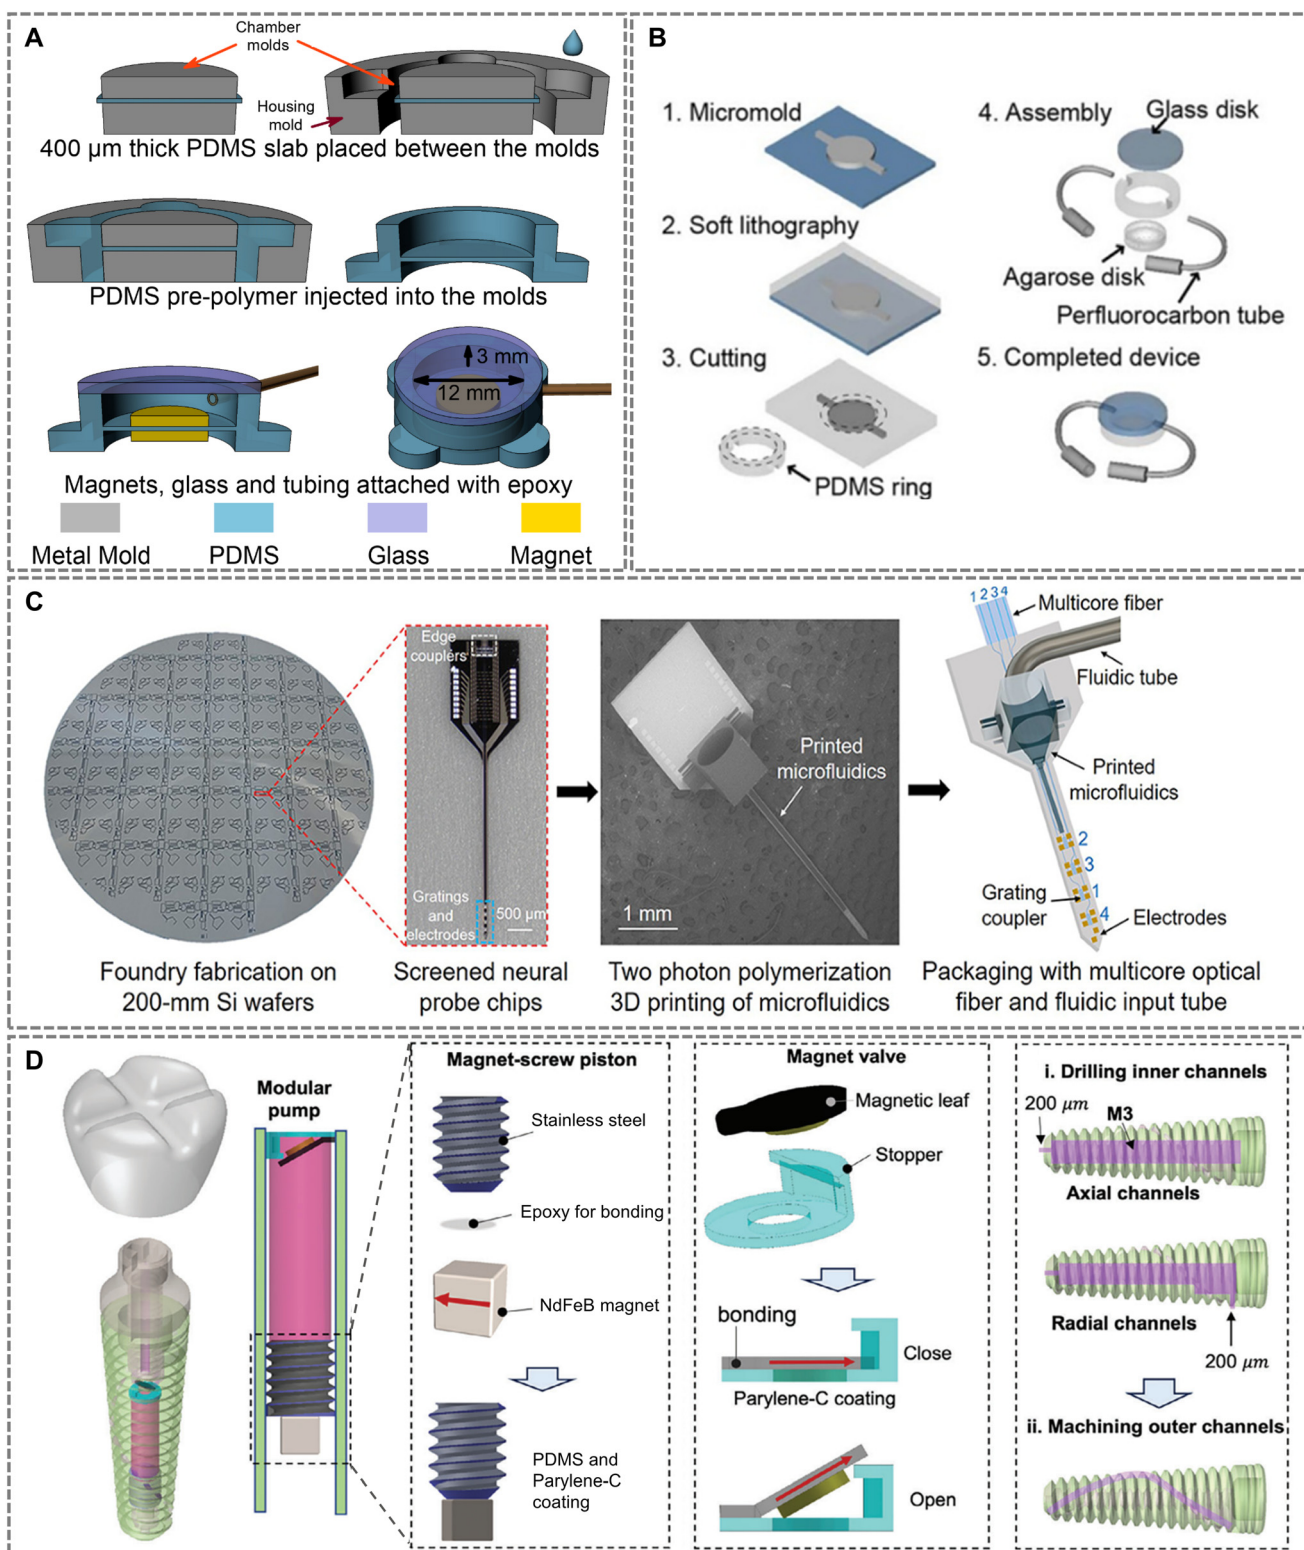 A
Chamber
molds
Housing
mold
400 μm thick PDMS slab placed between the molds
PDMS pre-polymer injected into the molds
3 mm
12 mm
Magnets, glass and tubing attached with epoxy
Metal Mold
PDMS
Glass
Magnet
B
1. Micromold
2. Soft lithography
3. Cutting
PDMS ring
4. Assembly
Glass disk
Agarose disk
Perfluorocarbon tube
5. Completed device
C
Edge
couplers
Gratings and
electrodes
500 μm
Printed
microfluidics
1 mm
1 2 3 4
Multicore fiber
Fluidic tube
Printed
microfluidics
2
3
1
4
Grating
coupler
Electrodes
Foundry fabrication on
200-mm Si wafers
Screened neural
probe chips
Two photon polymerization
3D printing of microfluidics
Packaging with multicore optical
fiber and fluidic input tube
D
Modular
pump
Magnet-screw piston
Stainless steel
Epoxy for bonding
NdFeB magnet
PDMS and
Parylene-C
coating
Magnet valve
Magnetic leaf
Stopper
bonding
Close
Parylene-C coating
Open
i. Drilling inner channels
200 μm
M3
Axial channels
Radial channels
200 μm
ii. Machining outer channels